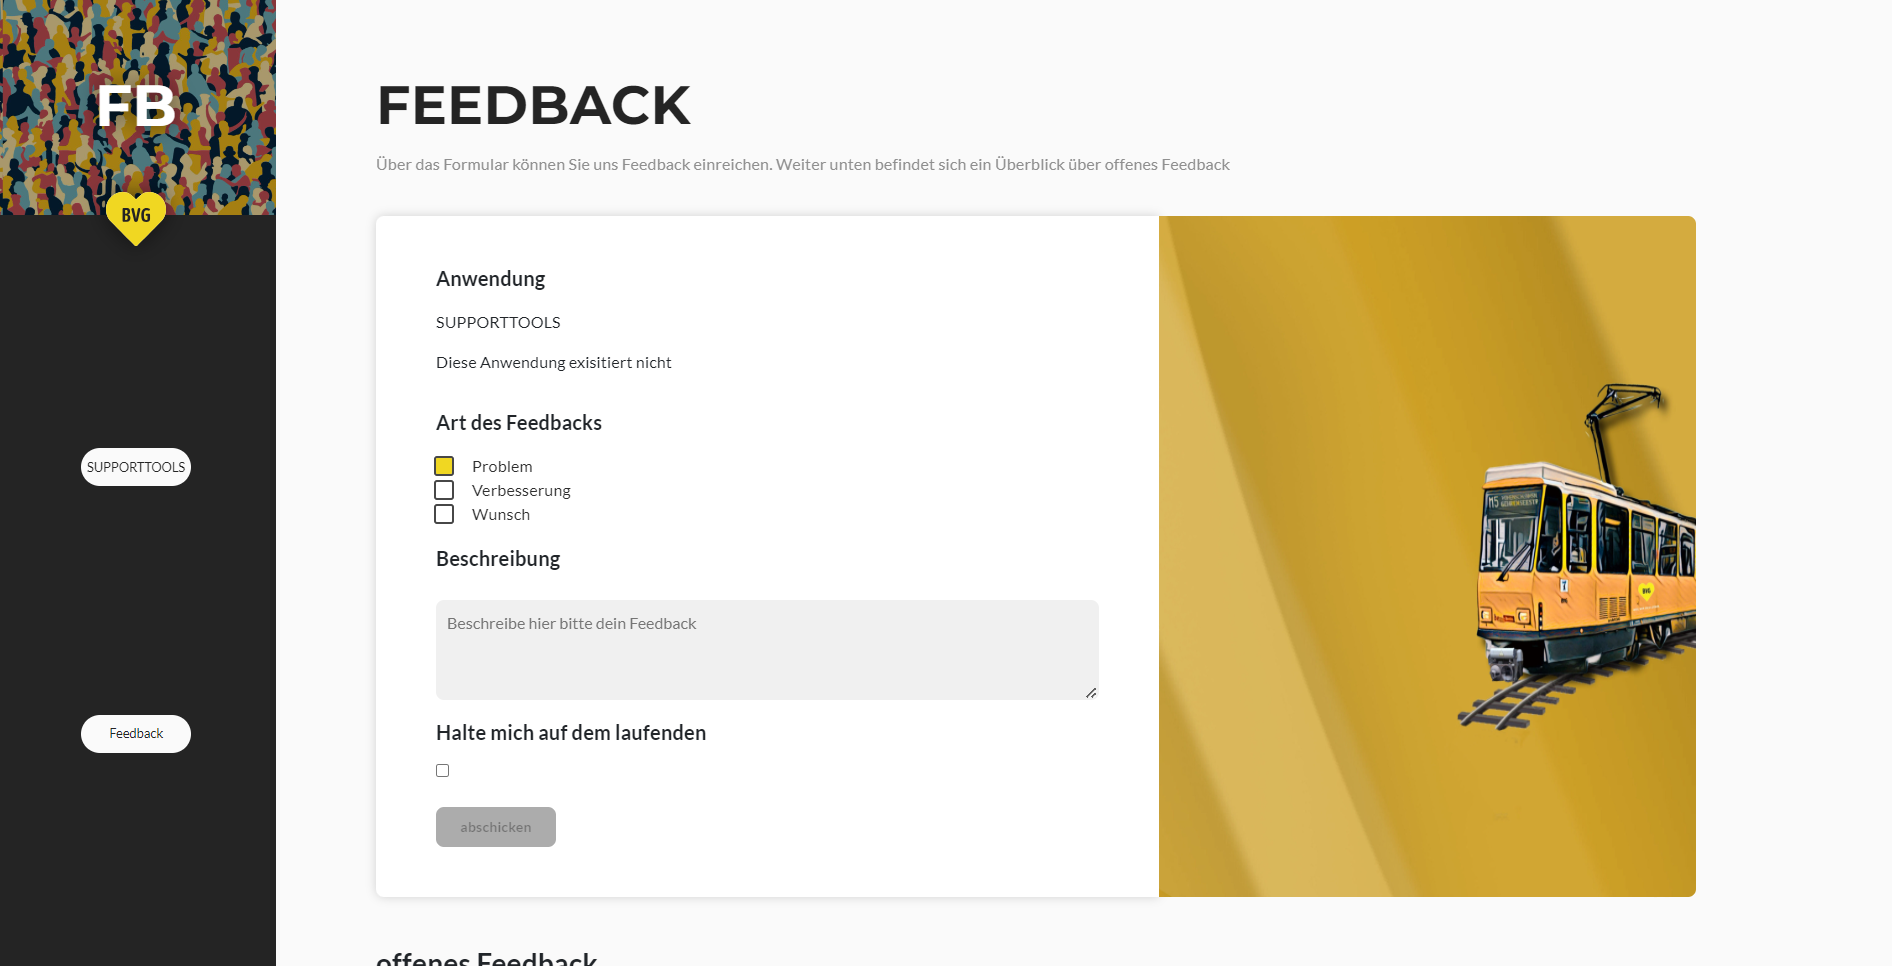 FB
BVG
SUPPORTTOOLS
Feedback
FEEDBACK
Über das Formular können Sie uns Feedback einreichen. Weiter unten befindet sich ein Überblick über offenes Feedback
Anwendung
SUPPORTTOOLS
Diese Anwendung exisitiert nicht
Art des Feedbacks
Problem
Verbesserung
Wunsch
Beschreibung
Beschreibe hier bitte dein Feedback
Halte mich auf dem laufenden
abschicken
M5
BVG
offenes Feedback